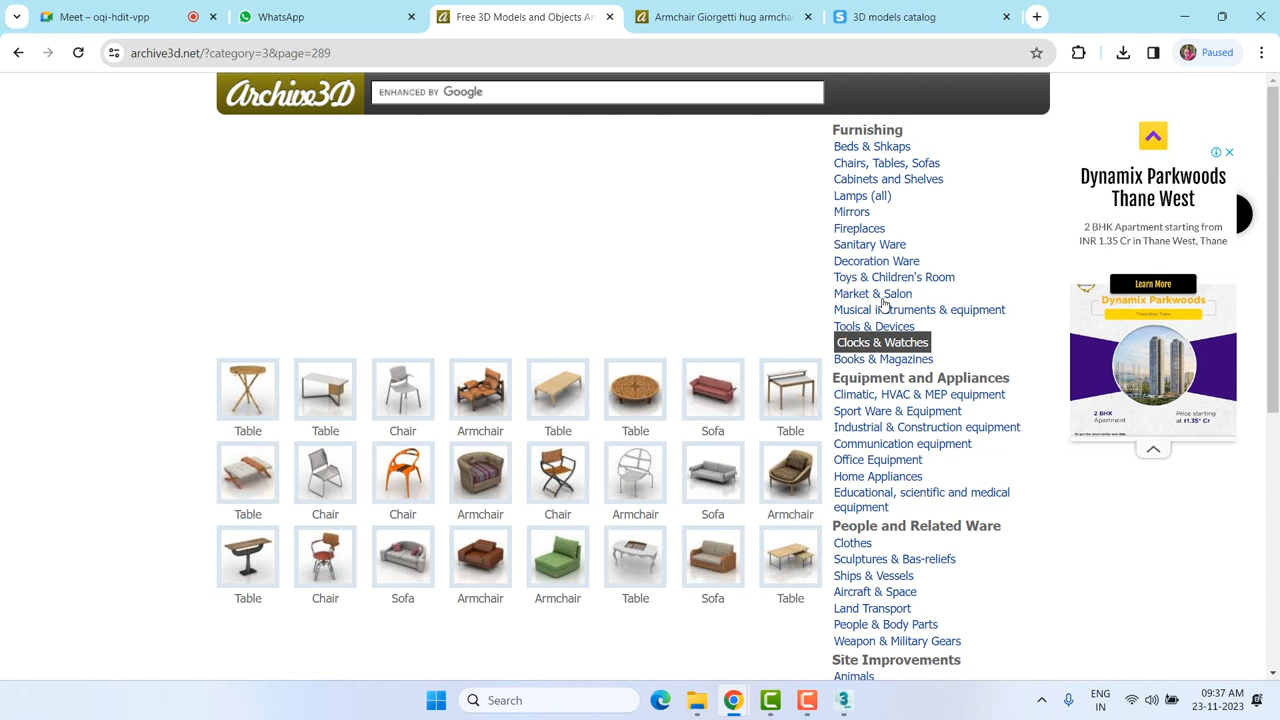 Meet – oqi-hdt-vpp
WhatsApp
Free 3D Models and Objects Ar
Armchair Giorgetti hug armcha
3D models catalog
archive3d.net/?category=3&page=289
Paused
Archive3D
ENHANCED BY Google
Furnishing
Beds & Shkaps
Chairs, Tables, Sofas
Cabinets and Shelves
Lamps (all)
Mirrors
Fireplaces
Sanitary Ware
Decoration Ware
Toys & Children's Room
Market & Salon
Musical instruments & equipment
Tools & Devices
Clocks & Watches
Books & Magazines
Equipment and Appliances
Climatic, HVAC & MEP equipment
Sport Ware & Equipment
Industrial & Construction equipment
Communication equipment
Office Equipment
Home Appliances
Educational, scientific and medical
equipment
People and Related Ware
Clothes
Sculptures & Bas-reliefs
Ships & Vessels
Aircraft & Space
Land Transport
People & Body Parts
Weapon & Military Gears
Site Improvements
Animals
Table Table Chair Armchair Table Table Sofa Table
Table Chair Chair Armchair Chair Armchair Sofa Armchair
Table Chair Sofa Armchair Armchair Table Sofa Table
Dynamix Parkwoods
Thane West
2 BHK Apartment starting from
INR 1.35 Cr in Thane West, Thane
Learn More
Dynamix Parkwoods
2 BHK
Apartment
Price starting
at ₹1.35* Cr
Search
ENG
IN
09:37 AM
23-11-2023